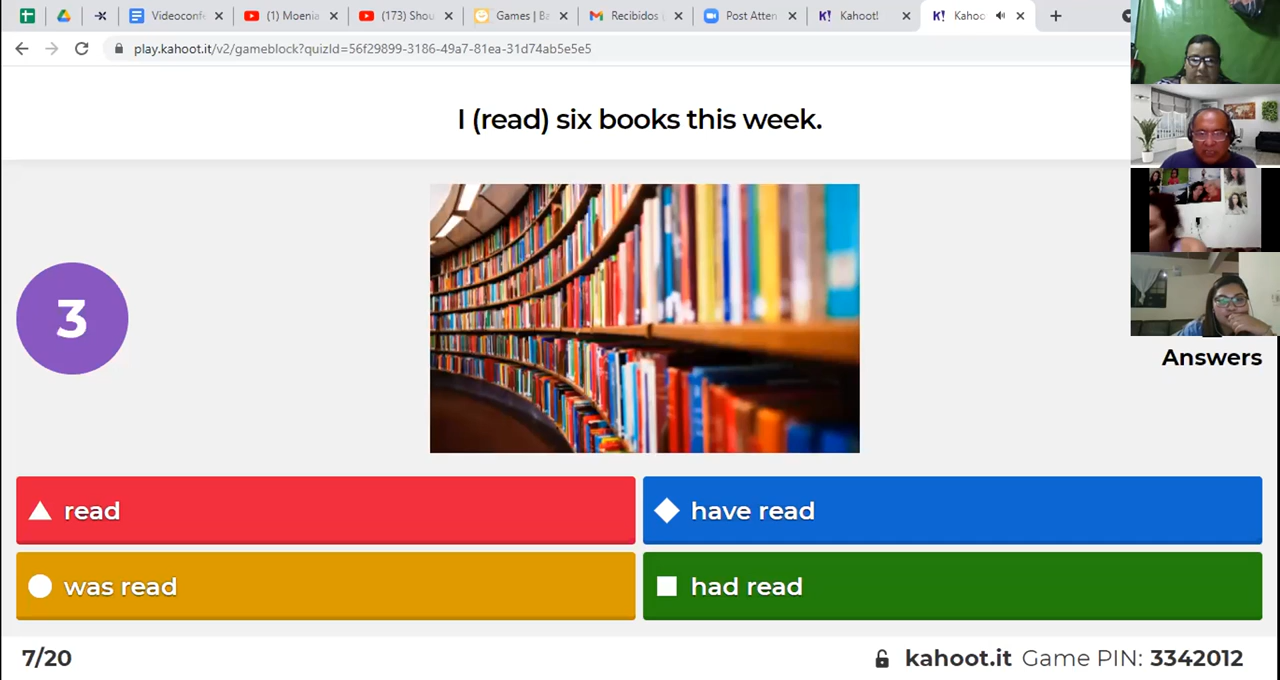 Videoconfe
(1) Moenia
(173) Shou
Games | Ba
Recibidos
Post Atten
Kahoot!
Kahoo
play.kahoot.it/v2/gameblock?quizId=56f29899-3186-49a7-81ea-31d74ab5e5e5
I (read) six books this week.
3
Answers
read
have read
was read
had read
7/20
kahoot.it Game PIN: 3342012